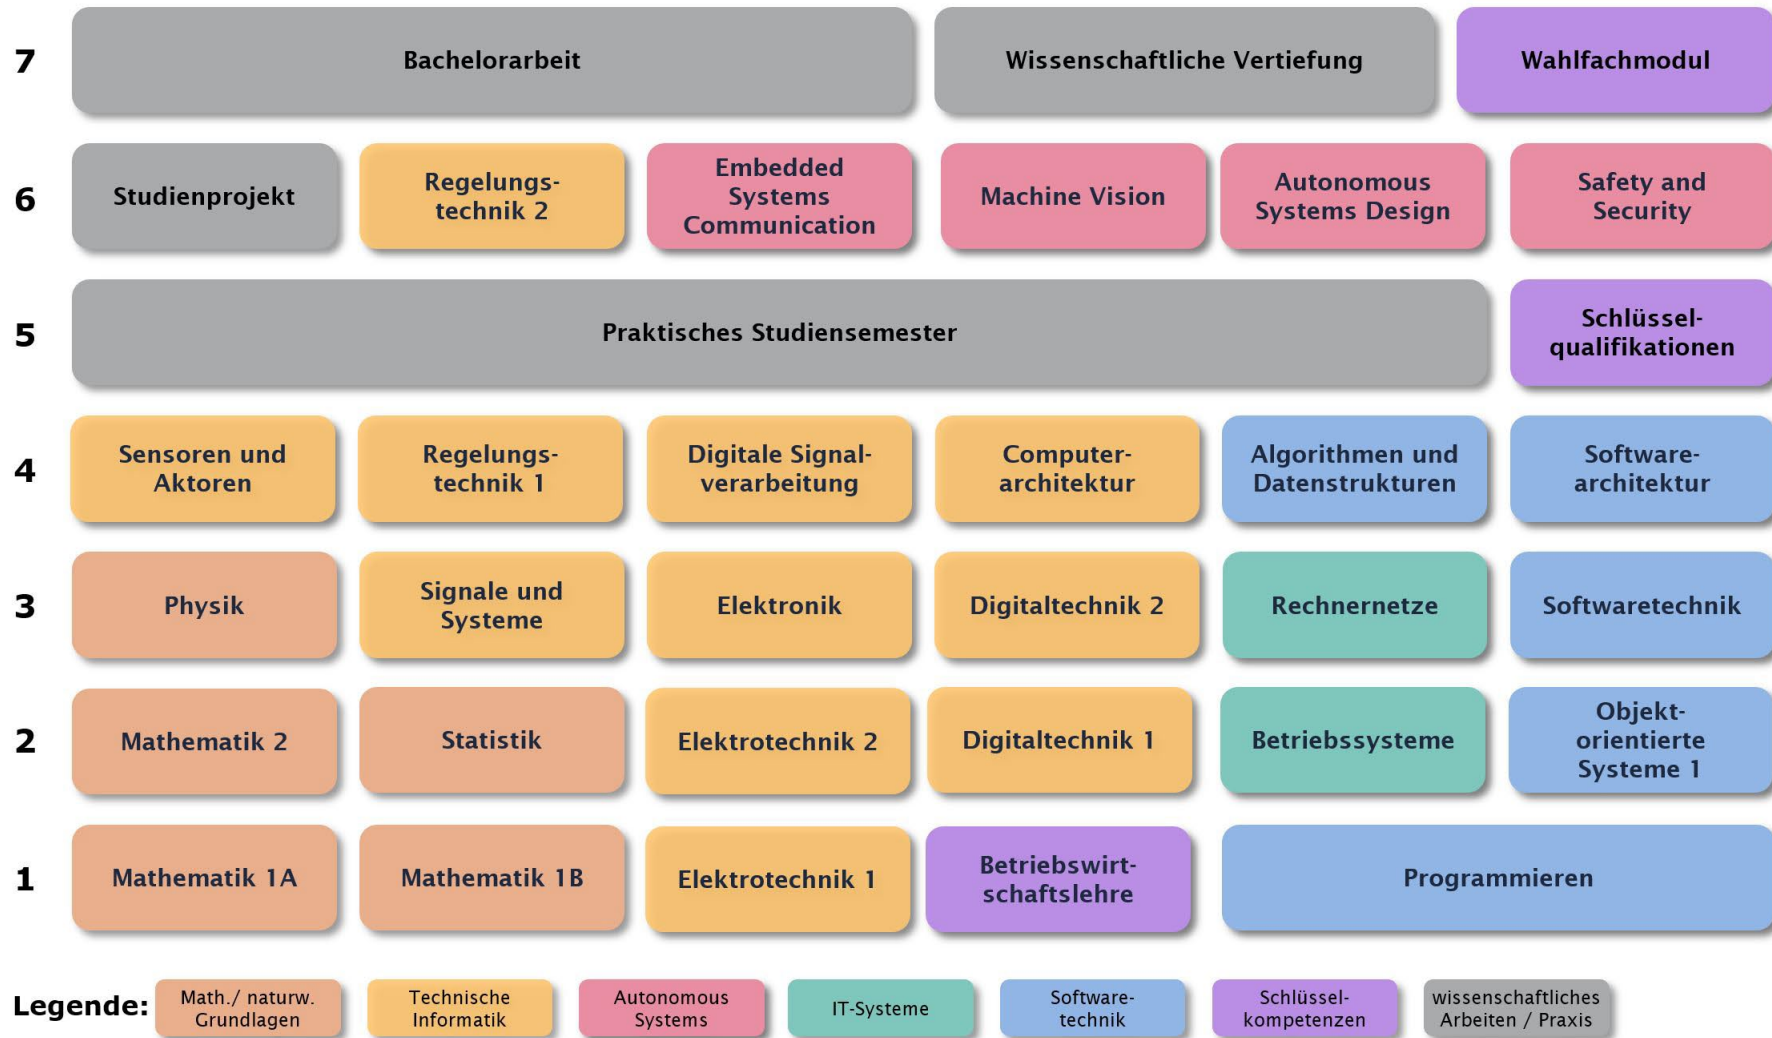 7
Bachelorarbeit
Wissenschaftliche Vertiefung
Wahlfachmodul
6
Studienprojekt
Regelungs-
technik 2
Embedded
Systems
Communication
Machine Vision
Autonomous
Systems Design
Safety and
Security
5
Praktisches Studiensemester
Schlüssel-
qualifikationen
4
Sensoren und
Aktoren
Regelungs-
technik 1
Digitale Signal-
verarbeitung
Computer-
architektur
Algorithmen und
Datenstrukturen
Software-
architektur
3
Physik
Signale und
Systeme
Elektronik
Digitaltechnik 2
Rechnernetze
Softwaretechnik
2
Mathematik 2
Statistik
Elektrotechnik 2
Digitaltechnik 1
Betriebssysteme
Objekt-
orientierte
Systeme 1
1
Mathematik 1A
Mathematik 1B
Elektrotechnik 1
Betriebswirt-
schaftslehre
Programmieren
Legende:
Math./ naturw.
Grundlagen
Technische
Informatik
Autonomous
Systems
IT-Systeme
Software-
technik
Schlüssel-
kompetenzen
wissenschaftliches
Arbeiten / Praxis